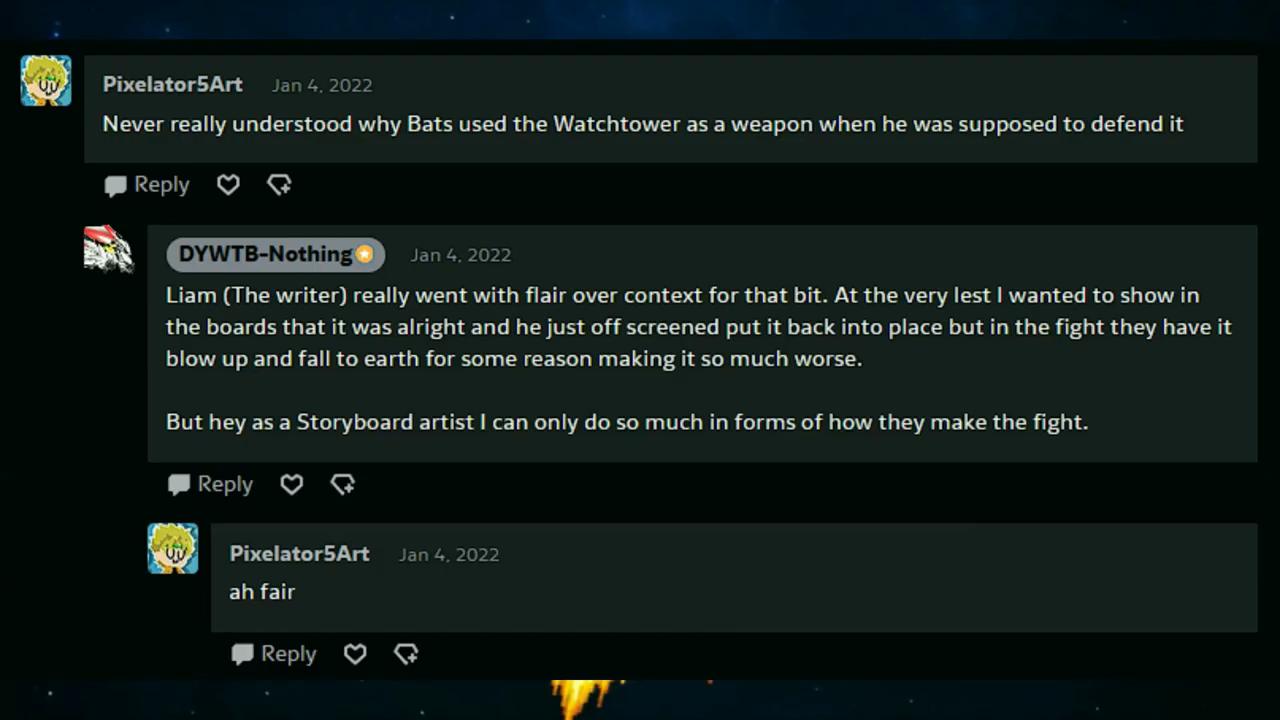 Pixelator5Art Jan 4, 2022
Never really understood why Bats used the Watchtower as a weapon when he was supposed to defend it
Reply
DYWTB-Nothing Jan 4, 2022
Liam (The writer) really went with flair over context for that bit. At the very lest I wanted to show in
the boards that it was alright and he just off screened put it back into place but in the fight they have it
blow up and fall to earth for some reason making it so much worse.
But hey as a Storyboard artist I can only do so much in forms of how they make the fight.
Reply
Pixelator5Art Jan 4, 2022
ah fair
Reply